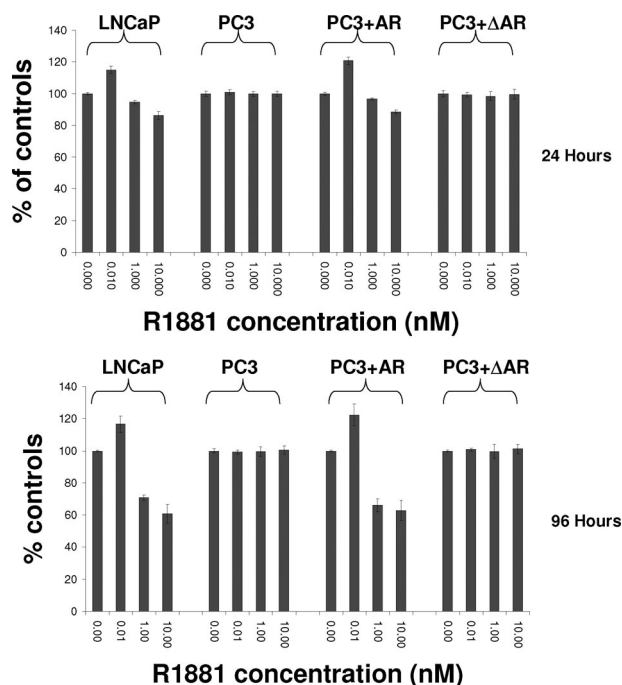 LNCaP PC3 PC3+AR PC3+ΔAR
140
120
100
80
60
40
20
0
% of controls
24 Hours
0.000 0.010 1.000 10.000 0.000 0.010 1.000 10.000 0.000 0.010 1.000 10.000 0.000 0.010 1.000 10.000
R1881 concentration (nM)
LNCaP PC3 PC3+AR PC3+ΔAR
140
120
100
80
60
40
20
0
% controls
96 Hours
0.00 0.01 1.00 10.00 0.00 0.01 1.00 10.00 0.00 0.01 1.00 10.00 0.00 0.01 1.00 10.00
R1881 concentration (nM)